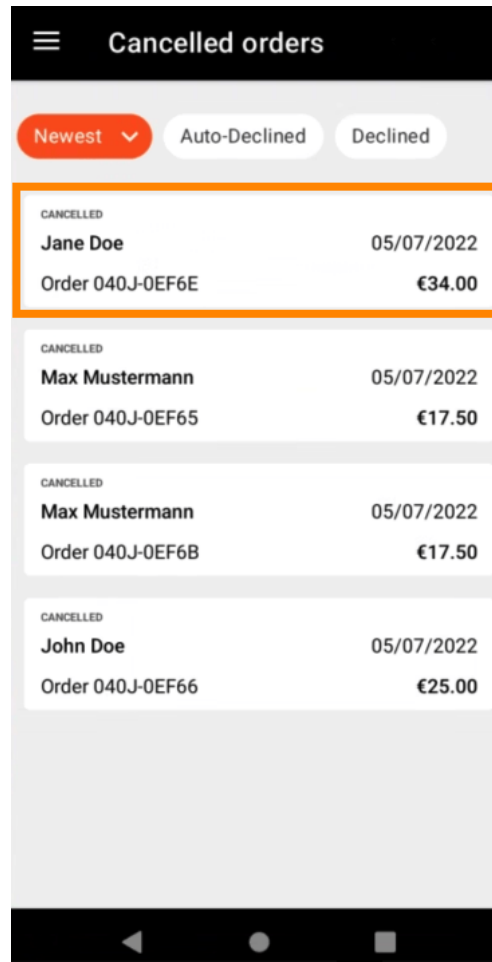 Cancelled orders
Newest Auto-Declined Declined
CANCELLED
Jane Doe 05/07/2022
Order 040J-0EF6E €34.00
CANCELLED
Max Mustermann 05/07/2022
Order 040J-0EF65 €17.50
CANCELLED
Max Mustermann 05/07/2022
Order 040J-0EF6B €17.50
CANCELLED
John Doe 05/07/2022
Order 040J-0EF66 €25.00